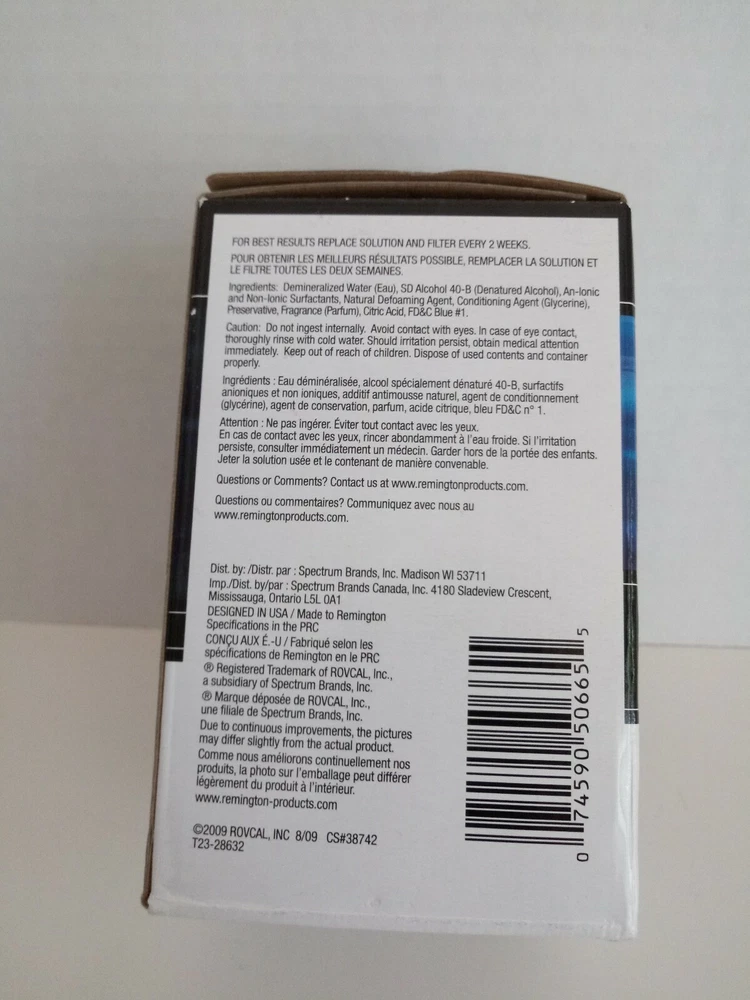 FOR BEST RESULTS REPLACE SOLUTION AND FILTER EVERY 2 WEEKS.
POUR OBTENIR LES MEILLEURS RÉSULTATS POSSIBLE, REMPLACER LA SOLUTION ET
LE FILTRE TOUTES LES DEUX SEMAINES.
Ingredients: Demineralized Water (Eau), SD Alcohol 40-B (Denatured Alcohol), An-Ionic
and Non-Ionic Surfactants, Natural Defoaming Agent, Conditioning Agent (Glycerine),
Preservative, Fragrance (Parfum), Citric Acid, FD&C Blue #1.
Caution: Do not ingest internally. Avoid contact with eyes. In case of eye contact,
thoroughly rinse with cold water. Should irritation persist, obtain medical attention
immediately. Keep out of reach of children. Dispose of used contents and container
properly.
Ingrédients : Eau déminéralisée, alcool spécialement dénaturé 40-B, surfactifs
anioniques et non ioniques, additif antimousse naturel, agent de conditionnement
(glycérine), agent de conservation, parfum, acide citrique, bleu FD&C n° 1.
Attention : Ne pas ingérer. Éviter tout contact avec les yeux.
En cas de contact avec les yeux, rincer abondamment à l'eau froide. Si l'irritation
persiste, consulter immédiatement un médecin. Garder hors de la portée des enfants.
Jeter la solution usée et le contenant de manière convenable.
Questions or Comments? Contact us at www.remingtonproducts.com.
Questions ou commentaires? Communiquez avec nous au
www.remingtonproducts.com.
Dist. by: /Distr. par : Spectrum Brands, Inc. Madison WI 53711
Imp./Dist. by/par : Spectrum Brands Canada, Inc. 4180 Sladeview Crescent,
Mississauga, Ontario L5L 0A1
DESIGNED IN USA / Made to Remington
Specifications in the PRC
CONÇU AUX É.-U / Fabriqué selon les
spécifications de Remington en le PRC
® Registered Trademark of ROVCAL, Inc.,
a subsidiary of Spectrum Brands, Inc.
® Marque déposée de ROVCAL, Inc.,
une filiale de Spectrum Brands, Inc.
Due to continuous improvements, the pictures
may differ slightly from the actual product.
Comme nous améliorons continuellement nos
produits, la photo sur l'emballage peut différer
légèrement du produit à l'intérieur.
www.remington-products.com
©2009 ROVCAL, INC 8/09 CS#38742
T23-28632
0 74590 50665 5